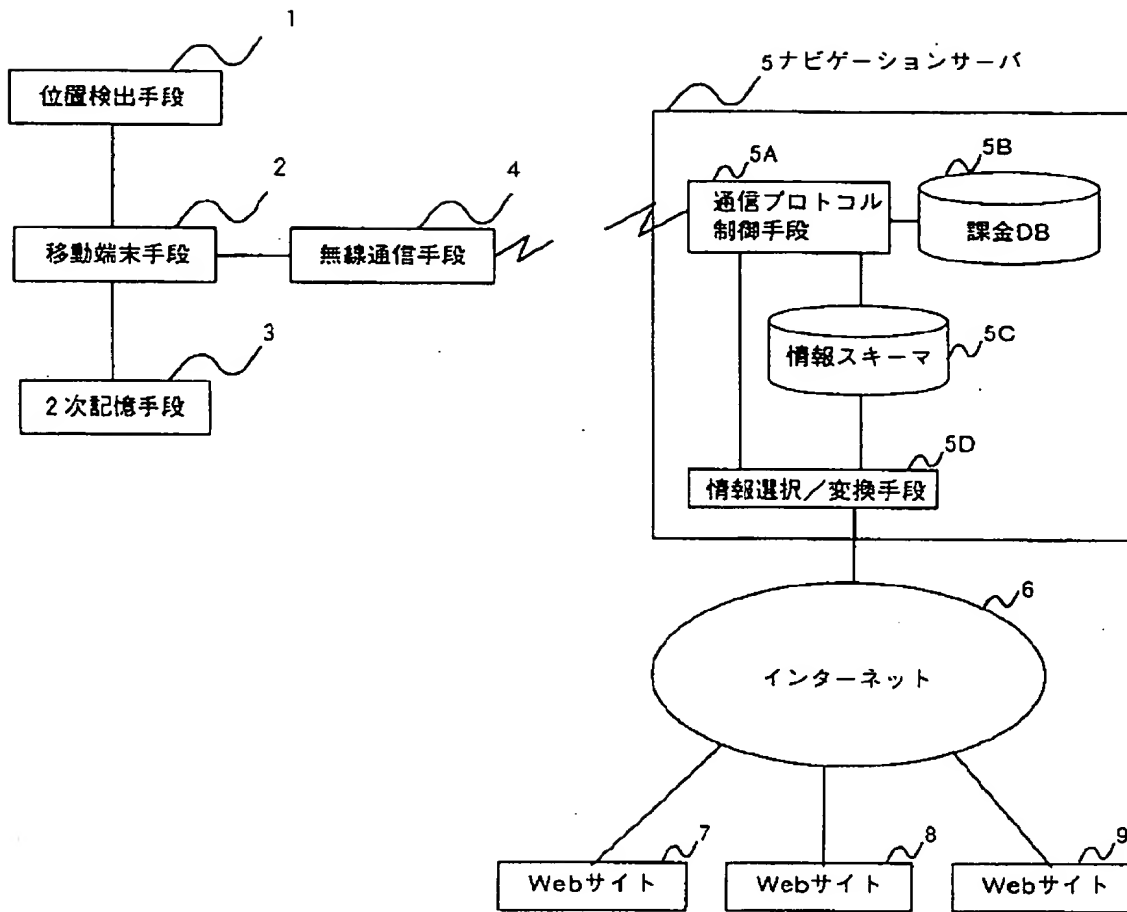 1
位置検出手段
2
移動端末手段
4
無線通信手段
3
2次記憶手段
5ナビゲーションサーバ
5A
通信プロトコル
制御手段
5B
課金DB
5C
情報スキーマ
5D
情報選択／変換手段
6
インターネット
7
Webサイト
8
Webサイト
9
Webサイト